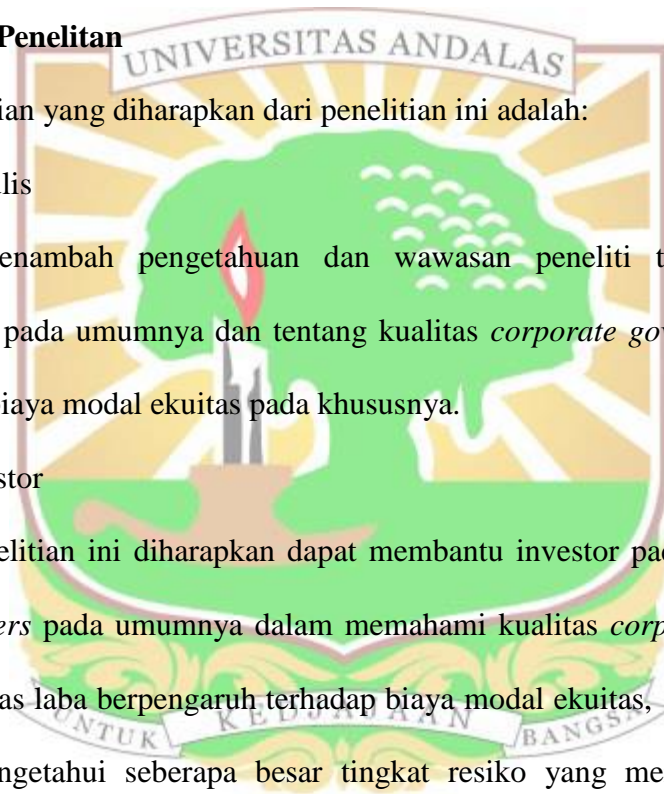 Penelitan
UNIVERSITAS ANDALAS
ian yang diharapkan dari penelitian ini adalah:
lis
enambah pengetahuan dan wawasan peneliti t
pada umumnya dan tentang kualitas corporate gov
biaya modal ekuitas pada khususnya.
stor
elitian ini diharapkan dapat membantu investor pad
ers pada umumnya dalam memahami kualitas corp
as laba berpengaruh terhadap biaya modal ekuitas,
UNTUK KEDJAJAAN BANGSA
ngetahui seberapa besar tingkat resiko yang me